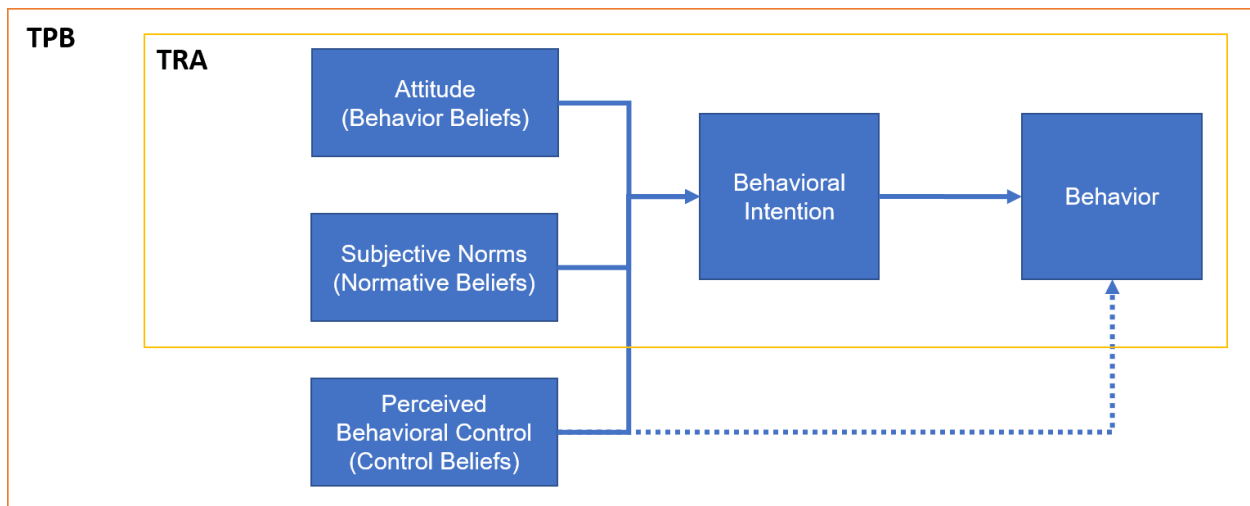 TPB
TRA
Attitude
(Behavior Beliefs)
Subjective Norms
(Normative Beliefs)
Perceived
Behavioral Control
(Control Beliefs)
Behavioral
Intention
Behavior